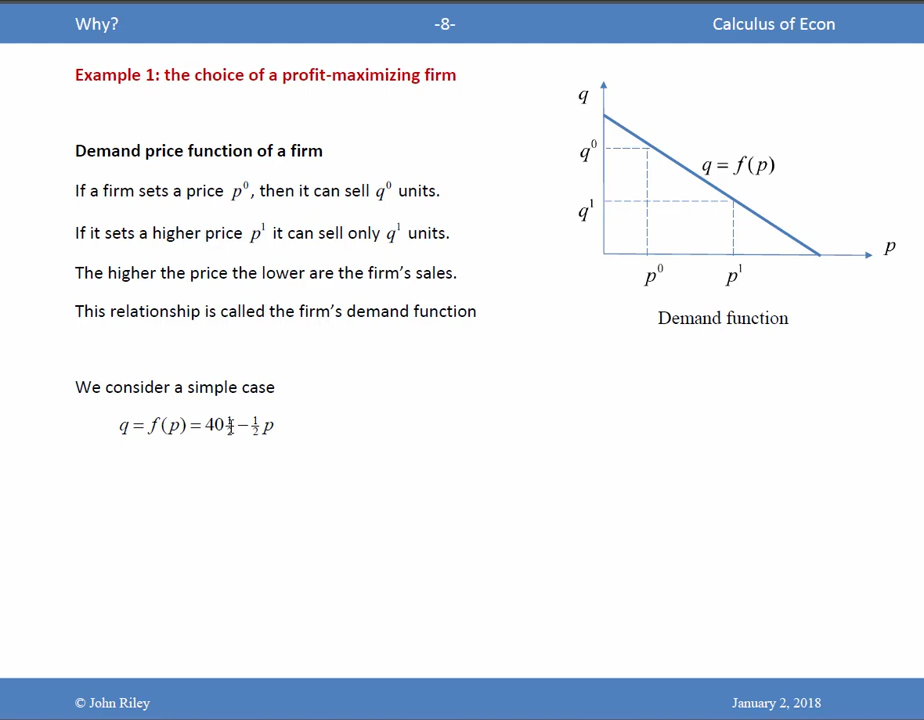 Why? -8- Calculus of Econ
Example 1: the choice of a profit-maximizing firm
Demand price function of a firm
If a firm sets a price p⁰, then it can sell q⁰ units.
If it sets a higher price p¹ it can sell only q¹ units.
The higher the price the lower are the firm's sales.
This relationship is called the firm's demand function
We consider a simple case
q = f(p) = 40½ − ½ p
q
q⁰
q = f(p)
q¹
p
p⁰ p¹
Demand function
© John Riley January 2, 2018